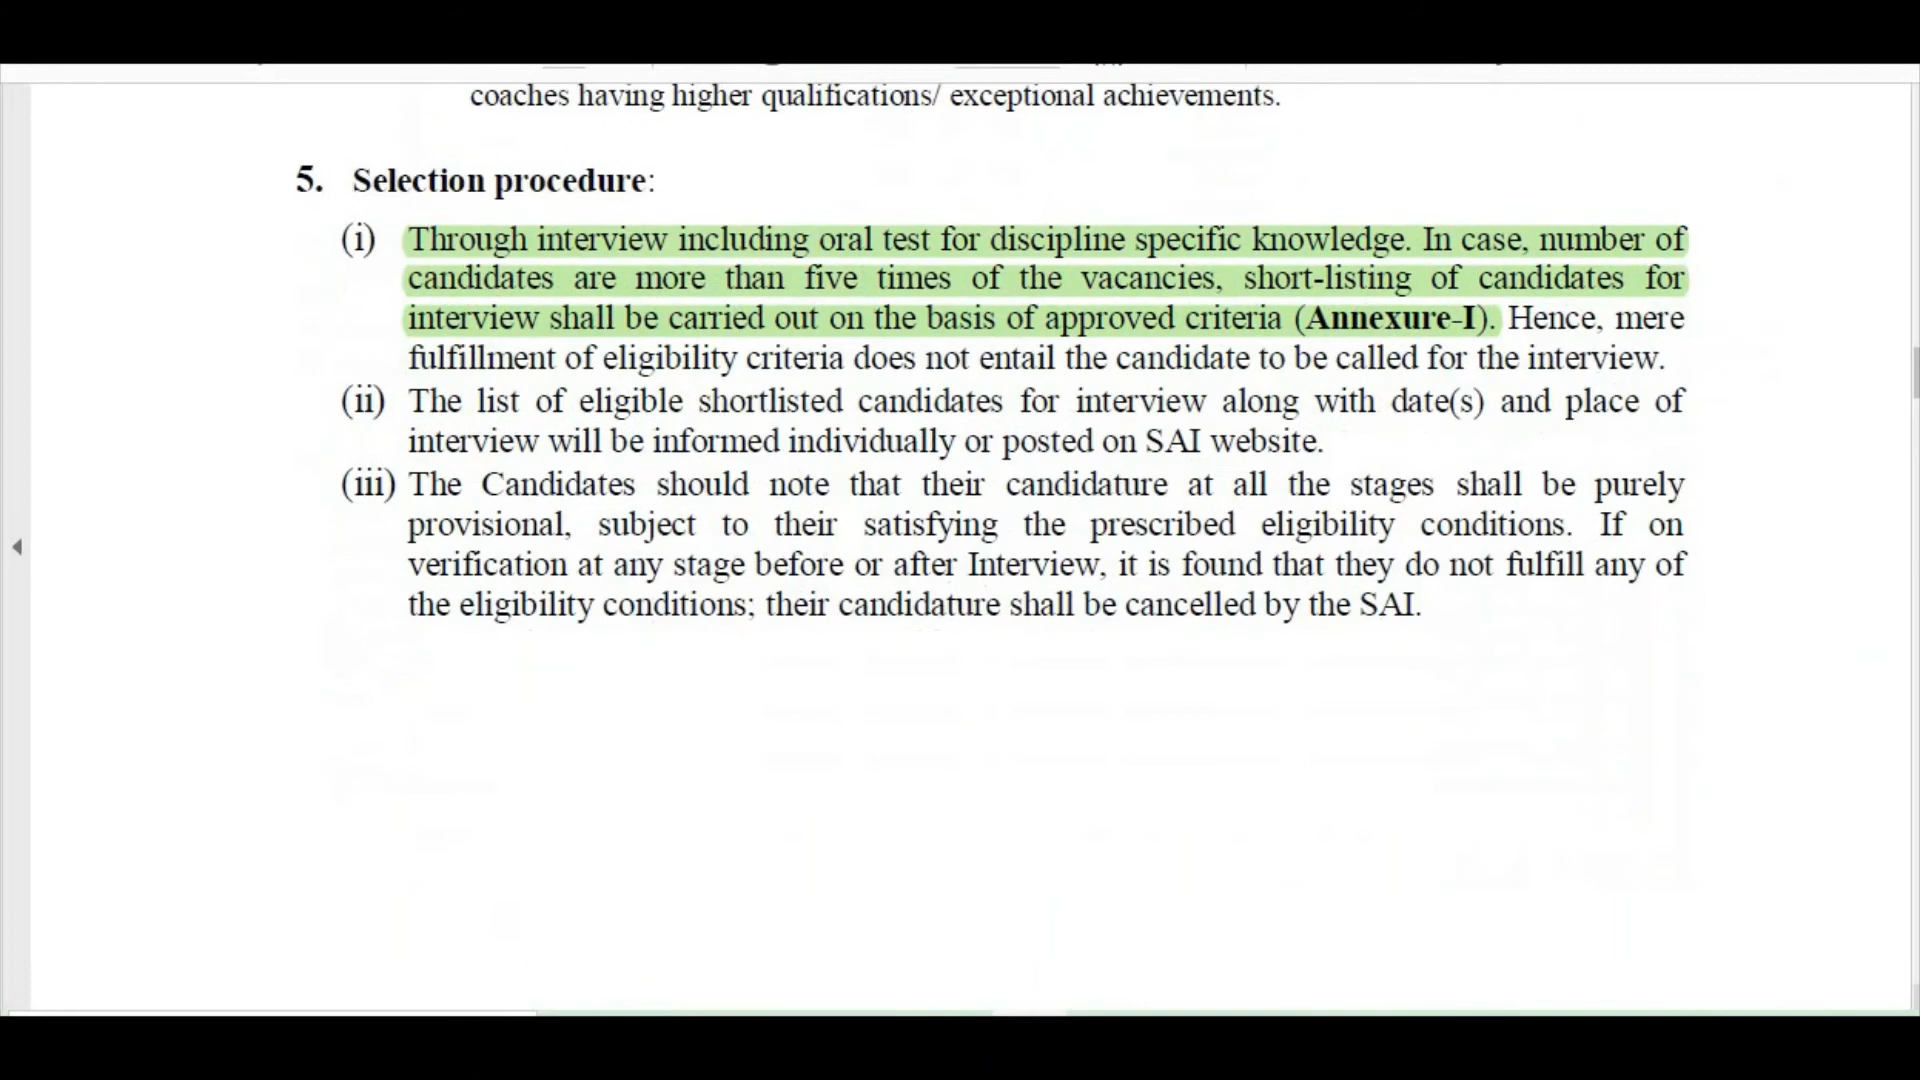 coaches having higher qualifications/ exceptional achievements.
5. Selection procedure:
(i) Through interview including oral test for discipline specific knowledge. In case, number of
candidates are more than five times of the vacancies, short-listing of candidates for
interview shall be carried out on the basis of approved criteria (Annexure-I). Hence, mere
fulfillment of eligibility criteria does not entail the candidate to be called for the interview.
(ii) The list of eligible shortlisted candidates for interview along with date(s) and place of
interview will be informed individually or posted on SAI website.
(iii) The Candidates should note that their candidature at all the stages shall be purely
provisional, subject to their satisfying the prescribed eligibility conditions. If on
verification at any stage before or after Interview, it is found that they do not fulfill any of
the eligibility conditions; their candidature shall be cancelled by the SAI.